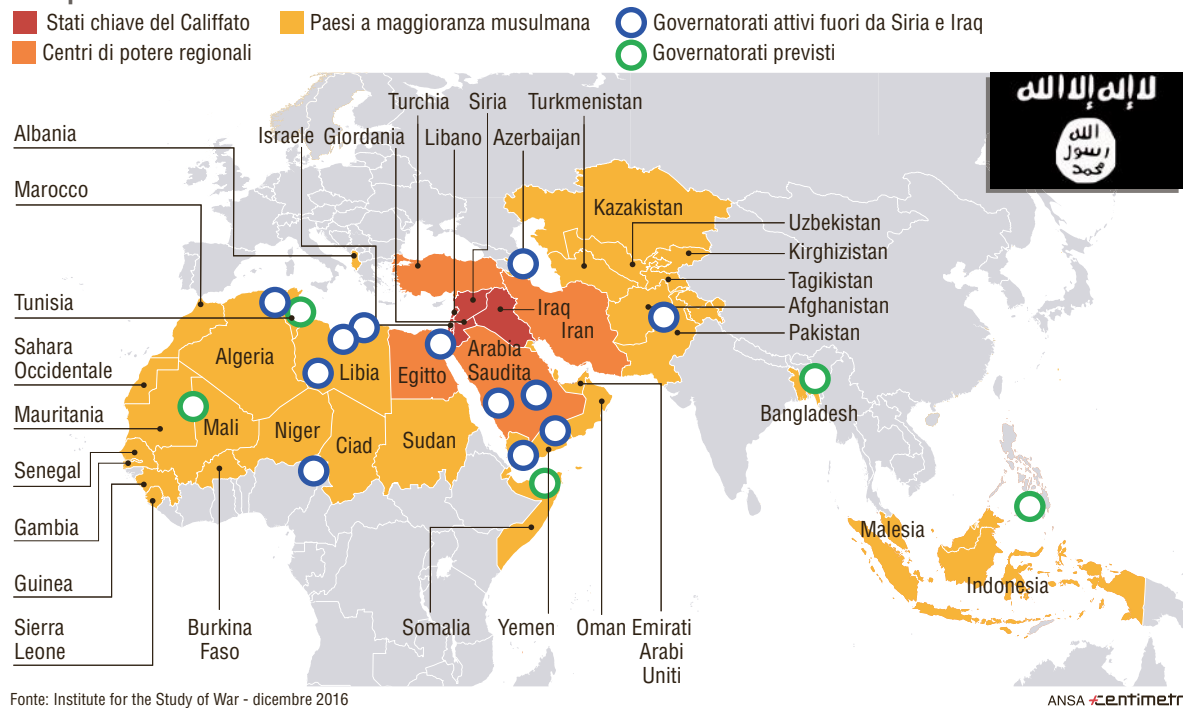 Stati chiave del Califfato
Paesi a maggioranza musulmana
Governatorati attivi fuori da Siria e Iraq
Centri di potere regionali
Governatorati previsti
لا إله إلا الله
الله
رسول
محمد
Turchia
Siria
Turkmenistan
Albania
Israele
Giordania
Libano
Azerbaijan
Marocco
Kazakistan
Uzbekistan
Kirghizistan
Tagikistan
Tunisia
Iraq
Afghanistan
Iran
Pakistan
Sahara
Occidentale
Algeria
Libia
Egitto
Arabia
Saudita
Mauritania
Mali
Niger
Ciad
Sudan
Bangladesh
Senegal
Gambia
Malesia
Guinea
Indonesia
Sierra
Leone
Burkina
Faso
Somalia
Yemen
Oman
Emirati
Arabi
Uniti
Fonte: Institute for the Study of War - dicembre 2016
ANSA centimetr